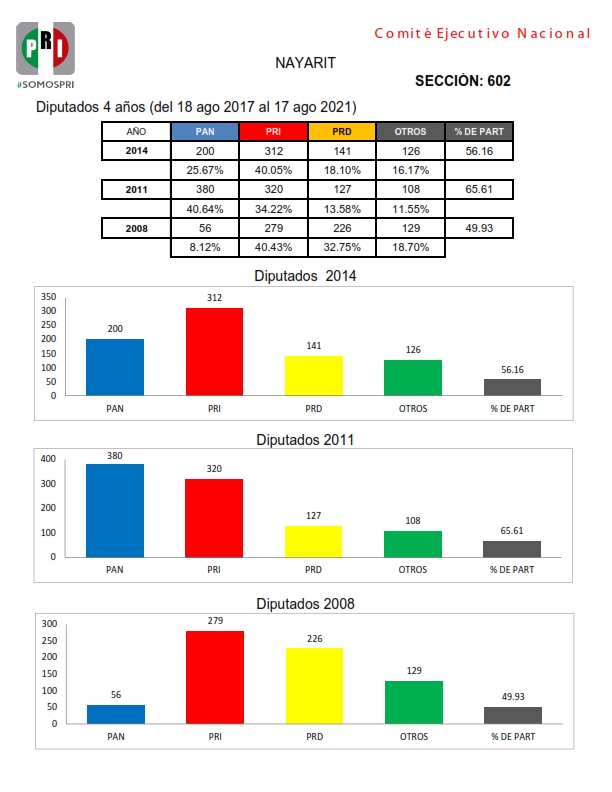 Comité Ejecutivo Nacional
PRI
#SOMOSPRI
NAYARIT
SECCIÓN: 602
Diputados 4 años (del 18 ago 2017 al 17 ago 2021)
AÑO PAN PRI PRD OTROS % DE PART
2014 200 312 141 126 56.16
25.67% 40.05% 18.10% 16.17%
2011 380 320 127 108 65.61
40.64% 34.22% 13.58% 11.55%
2008 56 279 226 129 49.93
8.12% 40.43% 32.75% 18.70%
Diputados 2014
350
300
250
200
150
100
50
0
200 312 141 126 56.16
PAN PRI PRD OTROS % DE PART
Diputados 2011
400
300
200
100
0
380 320 127 108 65.61
PAN PRI PRD OTROS % DE PART
Diputados 2008
300
250
200
150
100
50
0
56 279 226 129 49.93
PAN PRI PRD OTROS % DE PART